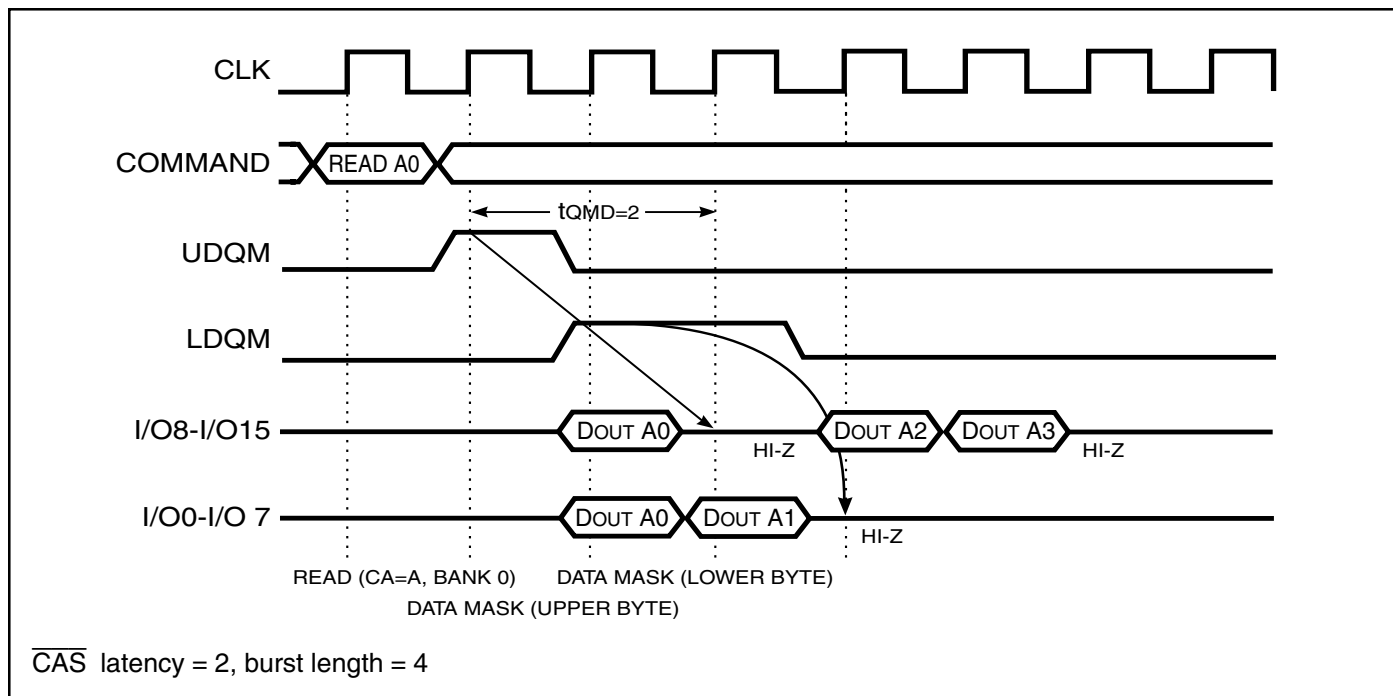 CLK
COMMAND READ A0
tQMD=2
UDQM
LDQM
I/O8-I/O15 DOUT A0 HI-Z DOUT A2 DOUT A3 HI-Z
I/O0-I/O 7 DOUT A0 DOUT A1 HI-Z
READ (CA=A, BANK 0) DATA MASK (LOWER BYTE)
DATA MASK (UPPER BYTE)
CAS latency = 2, burst length = 4